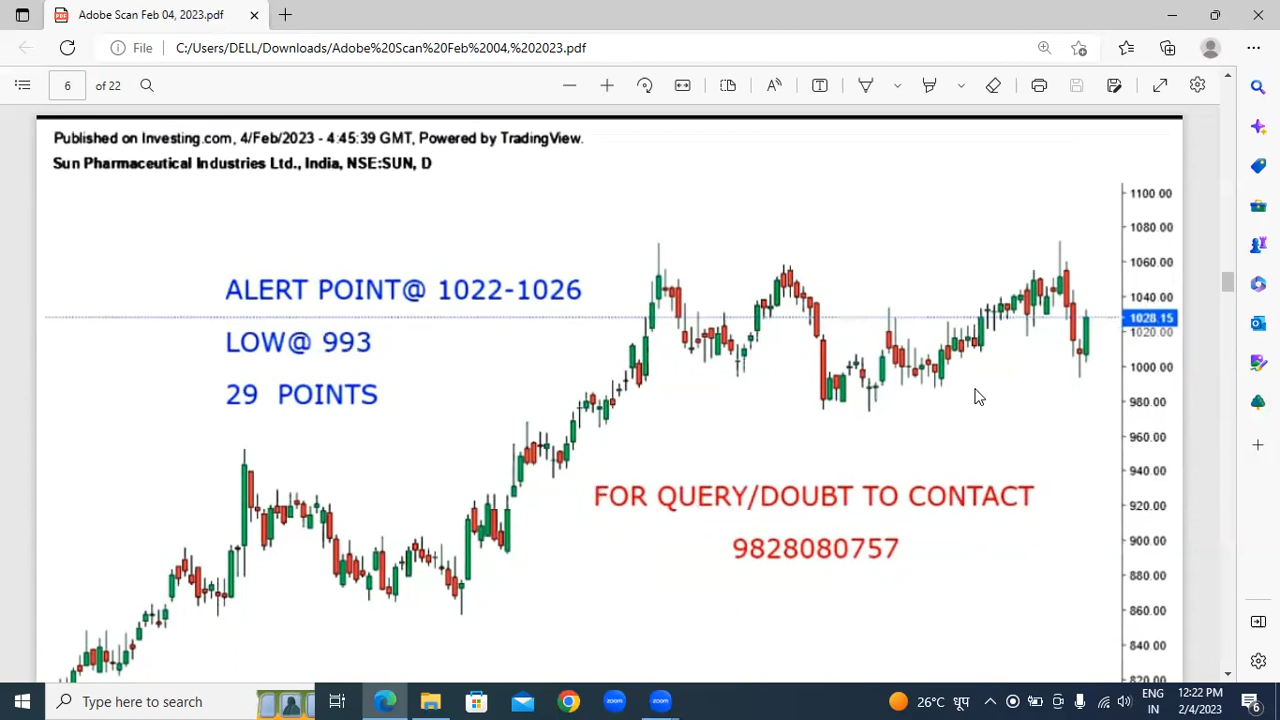 Adobe Scan Feb 04, 2023.pdf
File
C:/Users/DELL/Downloads/Adobe%20Scan%20Feb%2004,%202023.pdf
6 of 22
Published on Investing.com, 4/Feb/2023 - 4:45:39 GMT, Powered by TradingView.
Sun Pharmaceutical Industries Ltd., India, NSE:SUN, D
1100.00
1080.00
ALERT POINT@ 1022-1026
1060.00
1040.00
1028.15
LOW@ 993
1020.00
1000.00
29 POINTS
980.00
960.00
940.00
FOR QUERY/DOUBT TO CONTACT
920.00
9828080757
900.00
880.00
860.00
840.00
820.00
Type here to search
zoom
zoom
26°C
ENG
IN
12:22 PM
2/4/2023
6